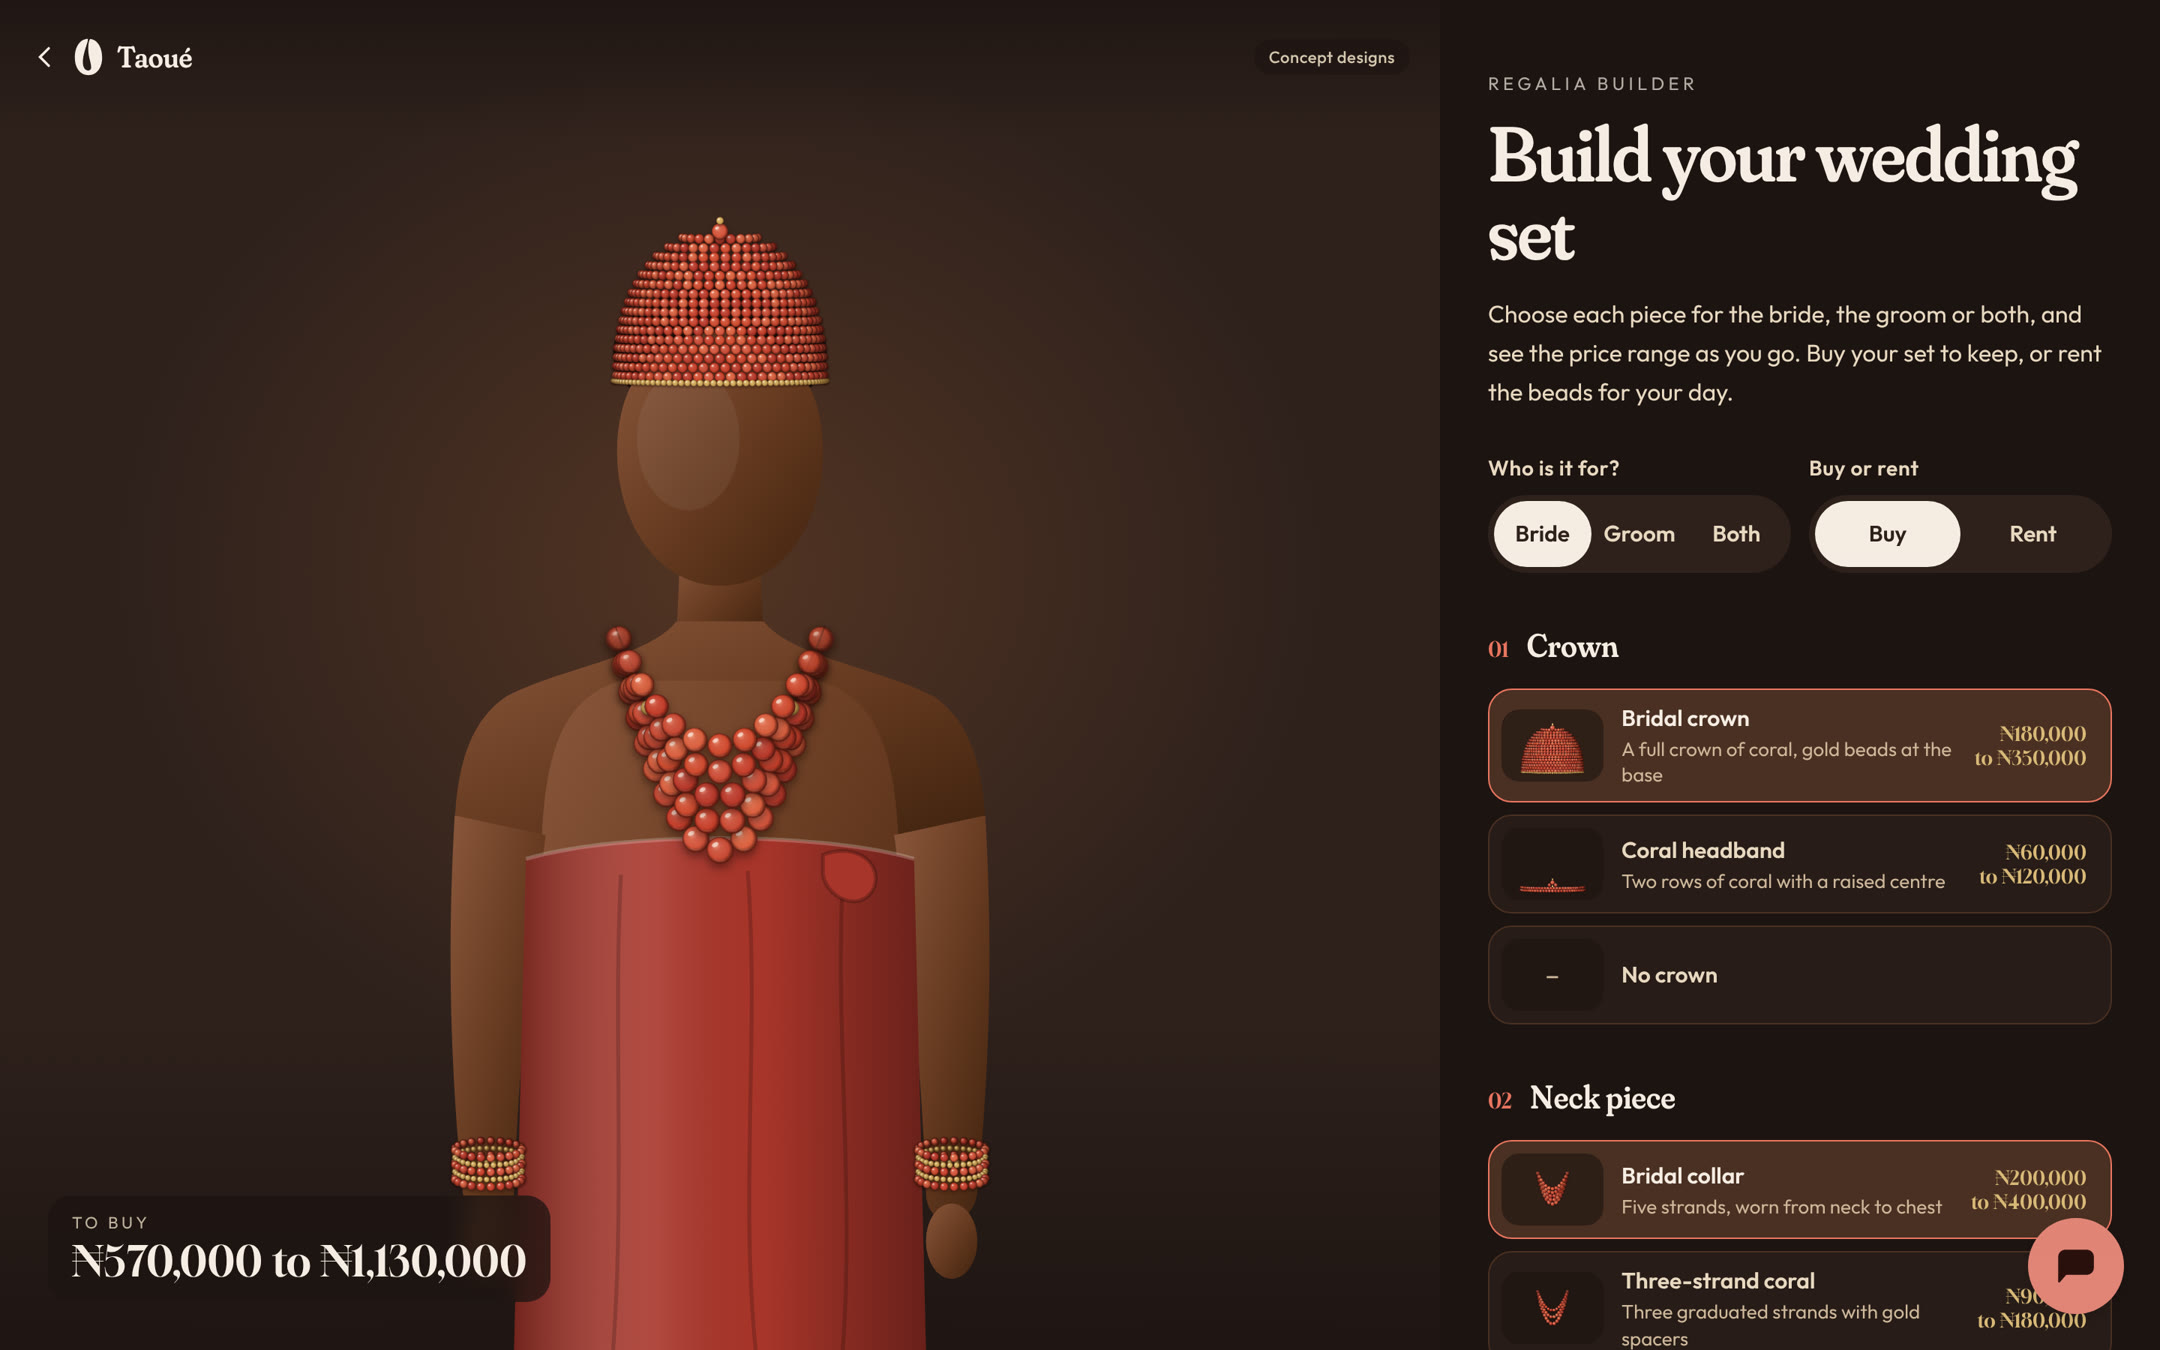 Taoué
Concept designs
REGALIA BUILDER
Build your wedding
set
Choose each piece for the bride, the groom or both, and
see the price range as you go. Buy your set to keep, or rent
the beads for your day.
Who is it for?
Bride Groom Both
Buy or rent
Buy Rent
01 Crown
Bridal crown
A full crown of coral, gold beads at the
base
₦180,000
to ₦350,000
Coral headband
Two rows of coral with a raised centre
₦60,000
to ₦120,000
–
No crown
02 Neck piece
Bridal collar
Five strands, worn from neck to chest
₦200,000
to ₦400,000
Three-strand coral
Three graduated strands with gold
spacers
to ₦180,000
TO BUY
₦570,000 to ₦1,130,000